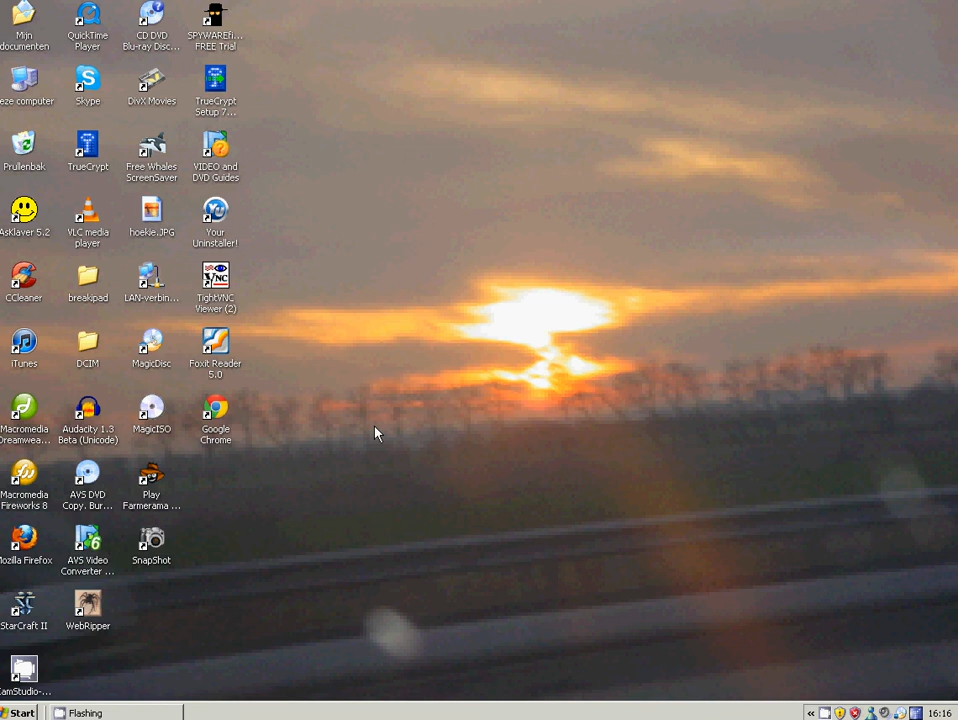 Mijn
documenten
QuickTime
Player
CD DVD
Blu-ray Disc...
SPYWAREfi...
FREE Trial
eze computer
Skype
DivX Movies
TrueCrypt
Setup 7...
Prullenbak
TrueCrypt
Free Whales
ScreenSaver
VIDEO and
DVD Guides
AsKlaver 5.2
VLC media
player
hoekie.JPG
Your
Uninstaller!
CCleaner
breakipad
LAN-verbin...
VNC
TightVNC
Viewer (2)
iTunes
DCIM
MagicDisc
Foxit Reader
5.0
Macromedia
Dreamwea...
Audacity 1.3
Beta (Unicode)
MagicISO
Google
Chrome
Macromedia
Fireworks 8
AVS DVD
Copy. Bur...
Play
Farmerama ...
Mozilla Firefox
AVS Video
Converter ...
SnapShot
StarCraft II
WebRipper
CamStudio-...
Start
Flashing
«
16:16